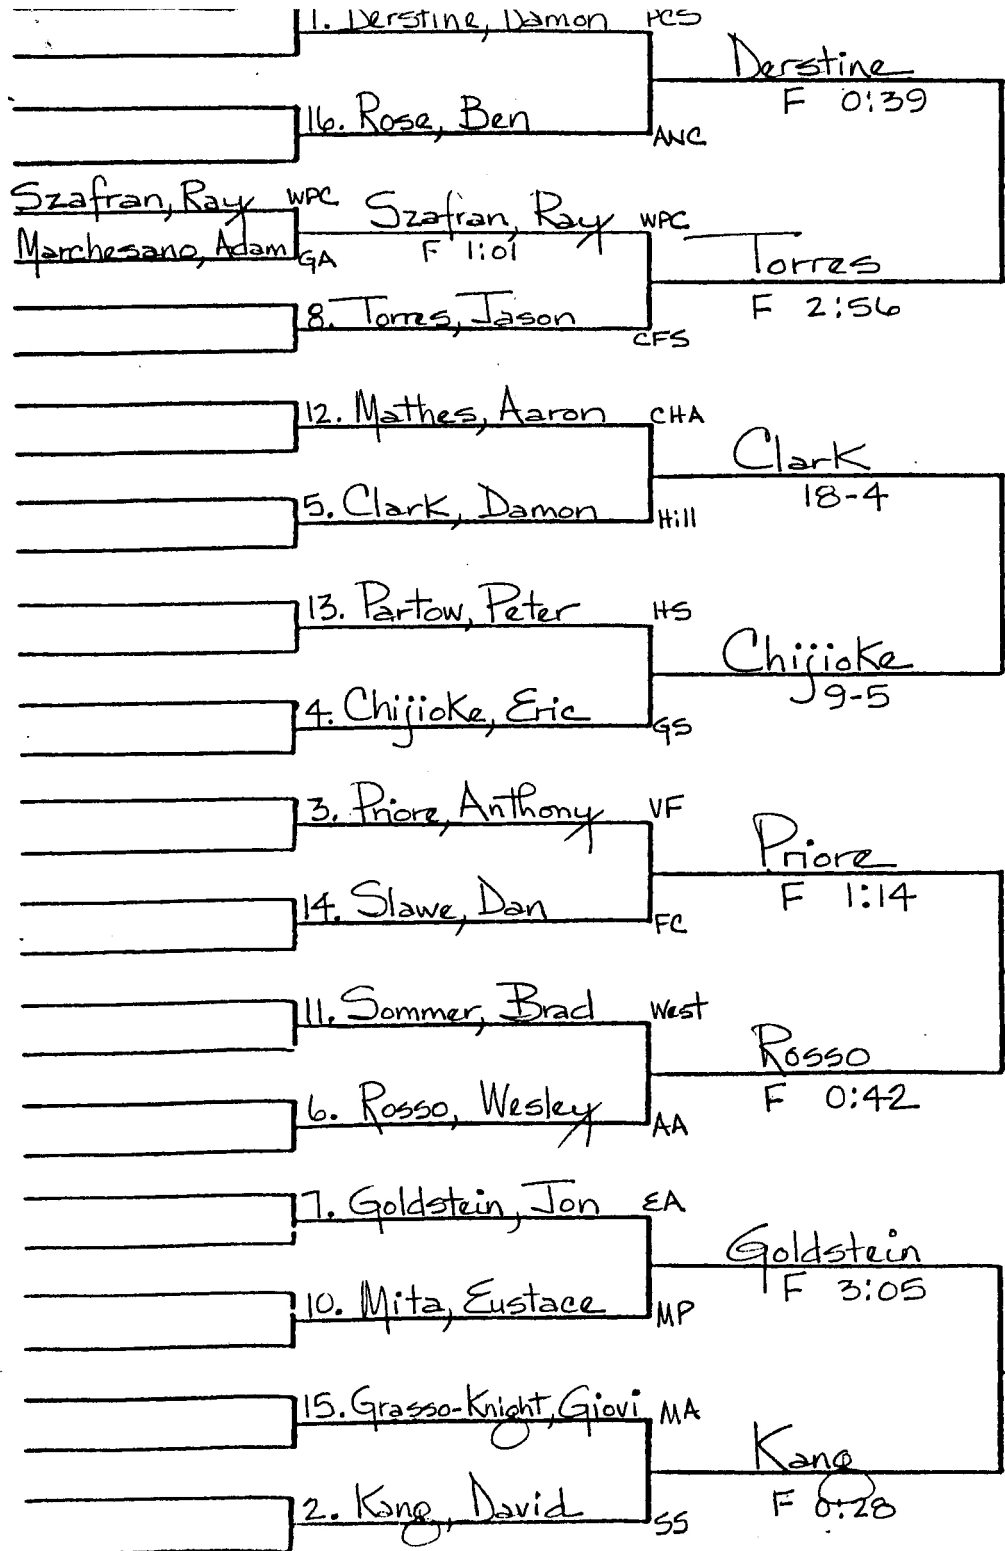 1. Derstine, Damon PCS
Derstine
F 0:39
16. Rose, Ben
ANC
Szafran, Ray WPC
Szafran, Ray WPC
Marchesano, Adam GA
F 1:01
Torres
F 2:56
8. Torres, Jason
CFS
12. Mathes, Aaron CHA
Clark
18-4
5. Clark, Damon
Hill
13. Partow, Peter HS
Chijioke
9-5
4. Chijioke, Eric
GS
3. Priore, Anthony VF
Priore
F 1:14
14. Slawe, Dan
FC
11. Sommer, Brad West
Rosso
F 0:42
6. Rosso, Wesley
AA
7. Goldstein, Jon EA
Goldstein
F 3:05
10. Mita, Eustace
MP
15. Grasso-Knight, Giovi MA
Kang
F 0:28
2. Kang, David
SS